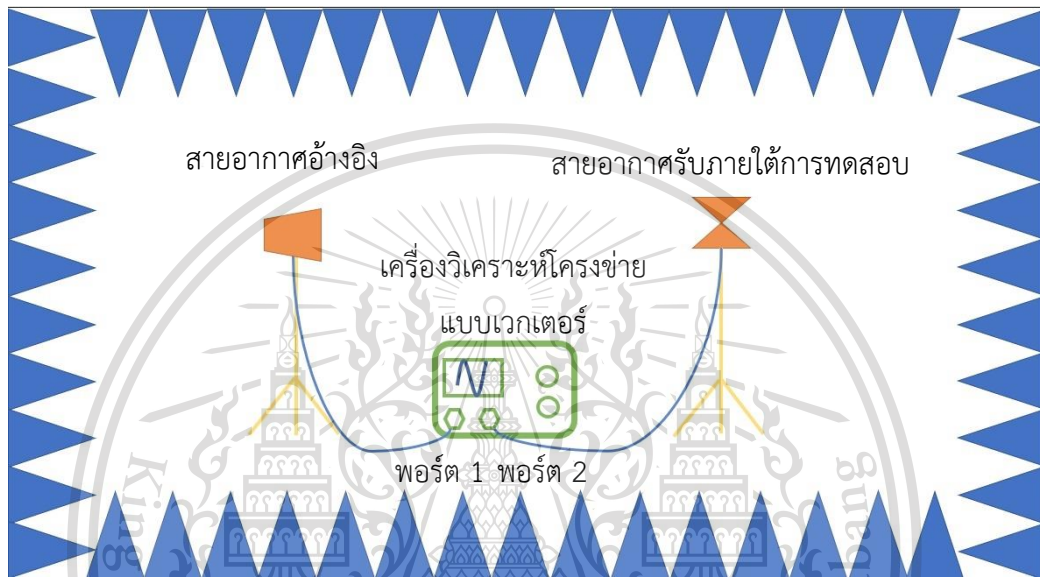 สายอากาศอ้างอิง
สายอากาศรับภายใต้การทดสอบ
เครื่องวิเคราะห์โครงข่าย
แบบเวกเตอร์
พอร์ต 1 พอร์ต 2
King